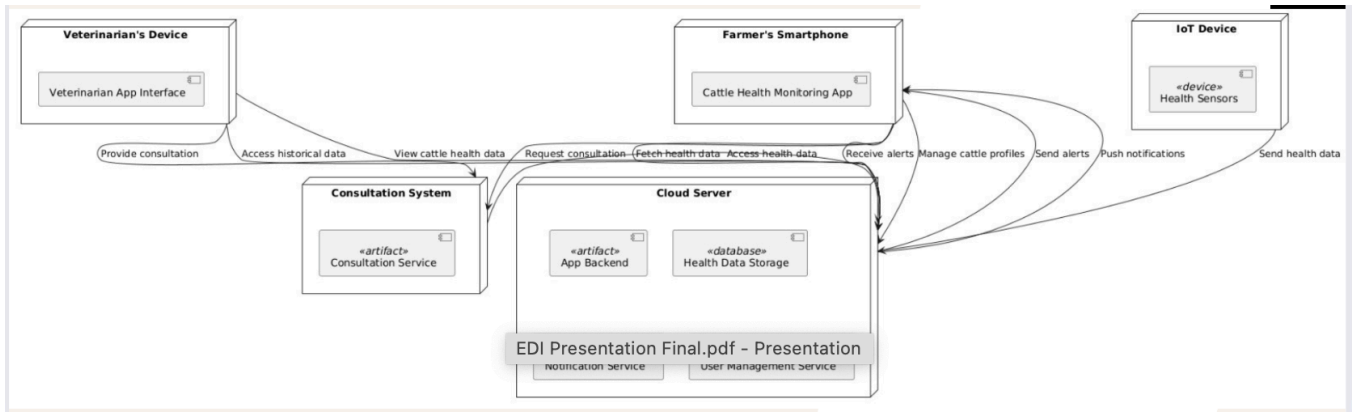 Veterinarian's Device
Farmer's Smartphone
IoT Device
Veterinarian App Interface
Cattle Health Monitoring App
«device»
Health Sensors
Provide consultation
Access historical data
View cattle health data
Request consultation
Fetch health data
Access health data
Receive alerts
Manage cattle profiles
Send alerts
Push notifications
Send health data
Consultation System
Cloud Server
«artifact»
Consultation Service
«artifact»
App Backend
«database»
Health Data Storage
EDI Presentation Final.pdf - Presentation
Notification Service
User Management Service